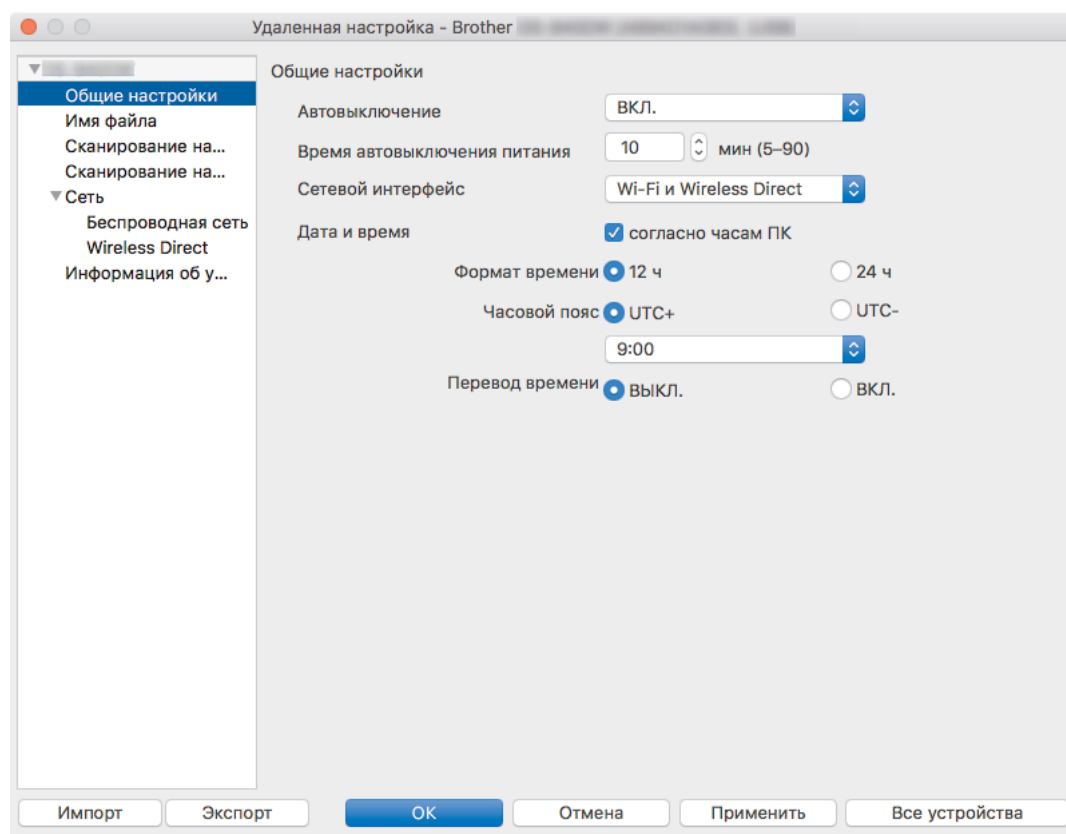 Удаленная настройка - Brother
Общие настройки
Имя файла
Сканирование на...
Сканирование на...
Сеть
Беспроводная сеть
Wireless Direct
Информация об у...
Общие настройки
Автовыключение ВКЛ.
Время автовыключения питания 10 мин (5–90)
Сетевой интерфейс Wi-Fi и Wireless Direct
Дата и время согласно часам ПК
Формат времени 12 ч 24 ч
Часовой пояс UTC+ UTC-
9:00
Перевод времени ВЫКЛ. ВКЛ.
Импорт Экспорт OK Отмена Применить Все устройства